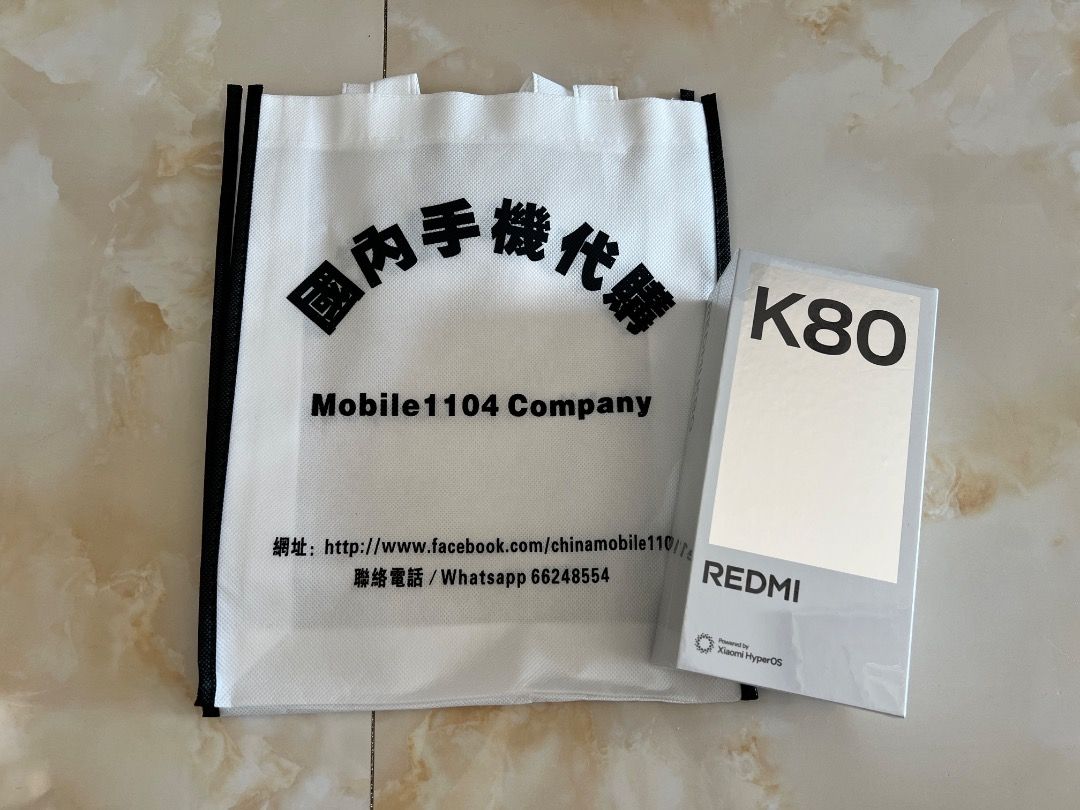 國內手機代購
Mobile1104 Company
網址：http://www.facebook.com/chinamobile110
聯絡電話 / Whatsapp 66248554
K80
REDMI
Powered by
Xiaomi HyperOS